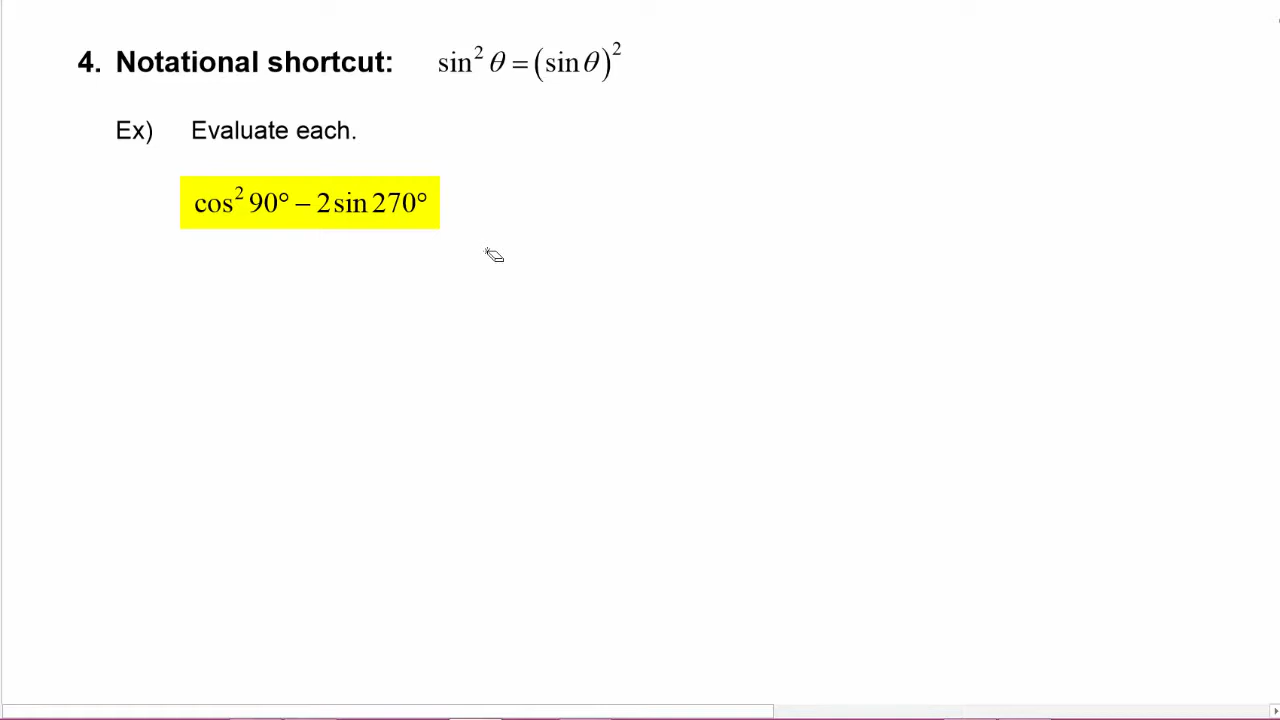 4. Notational shortcut: sin² θ = (sin θ)²
Ex) Evaluate each.
cos² 90° − 2 sin 270°